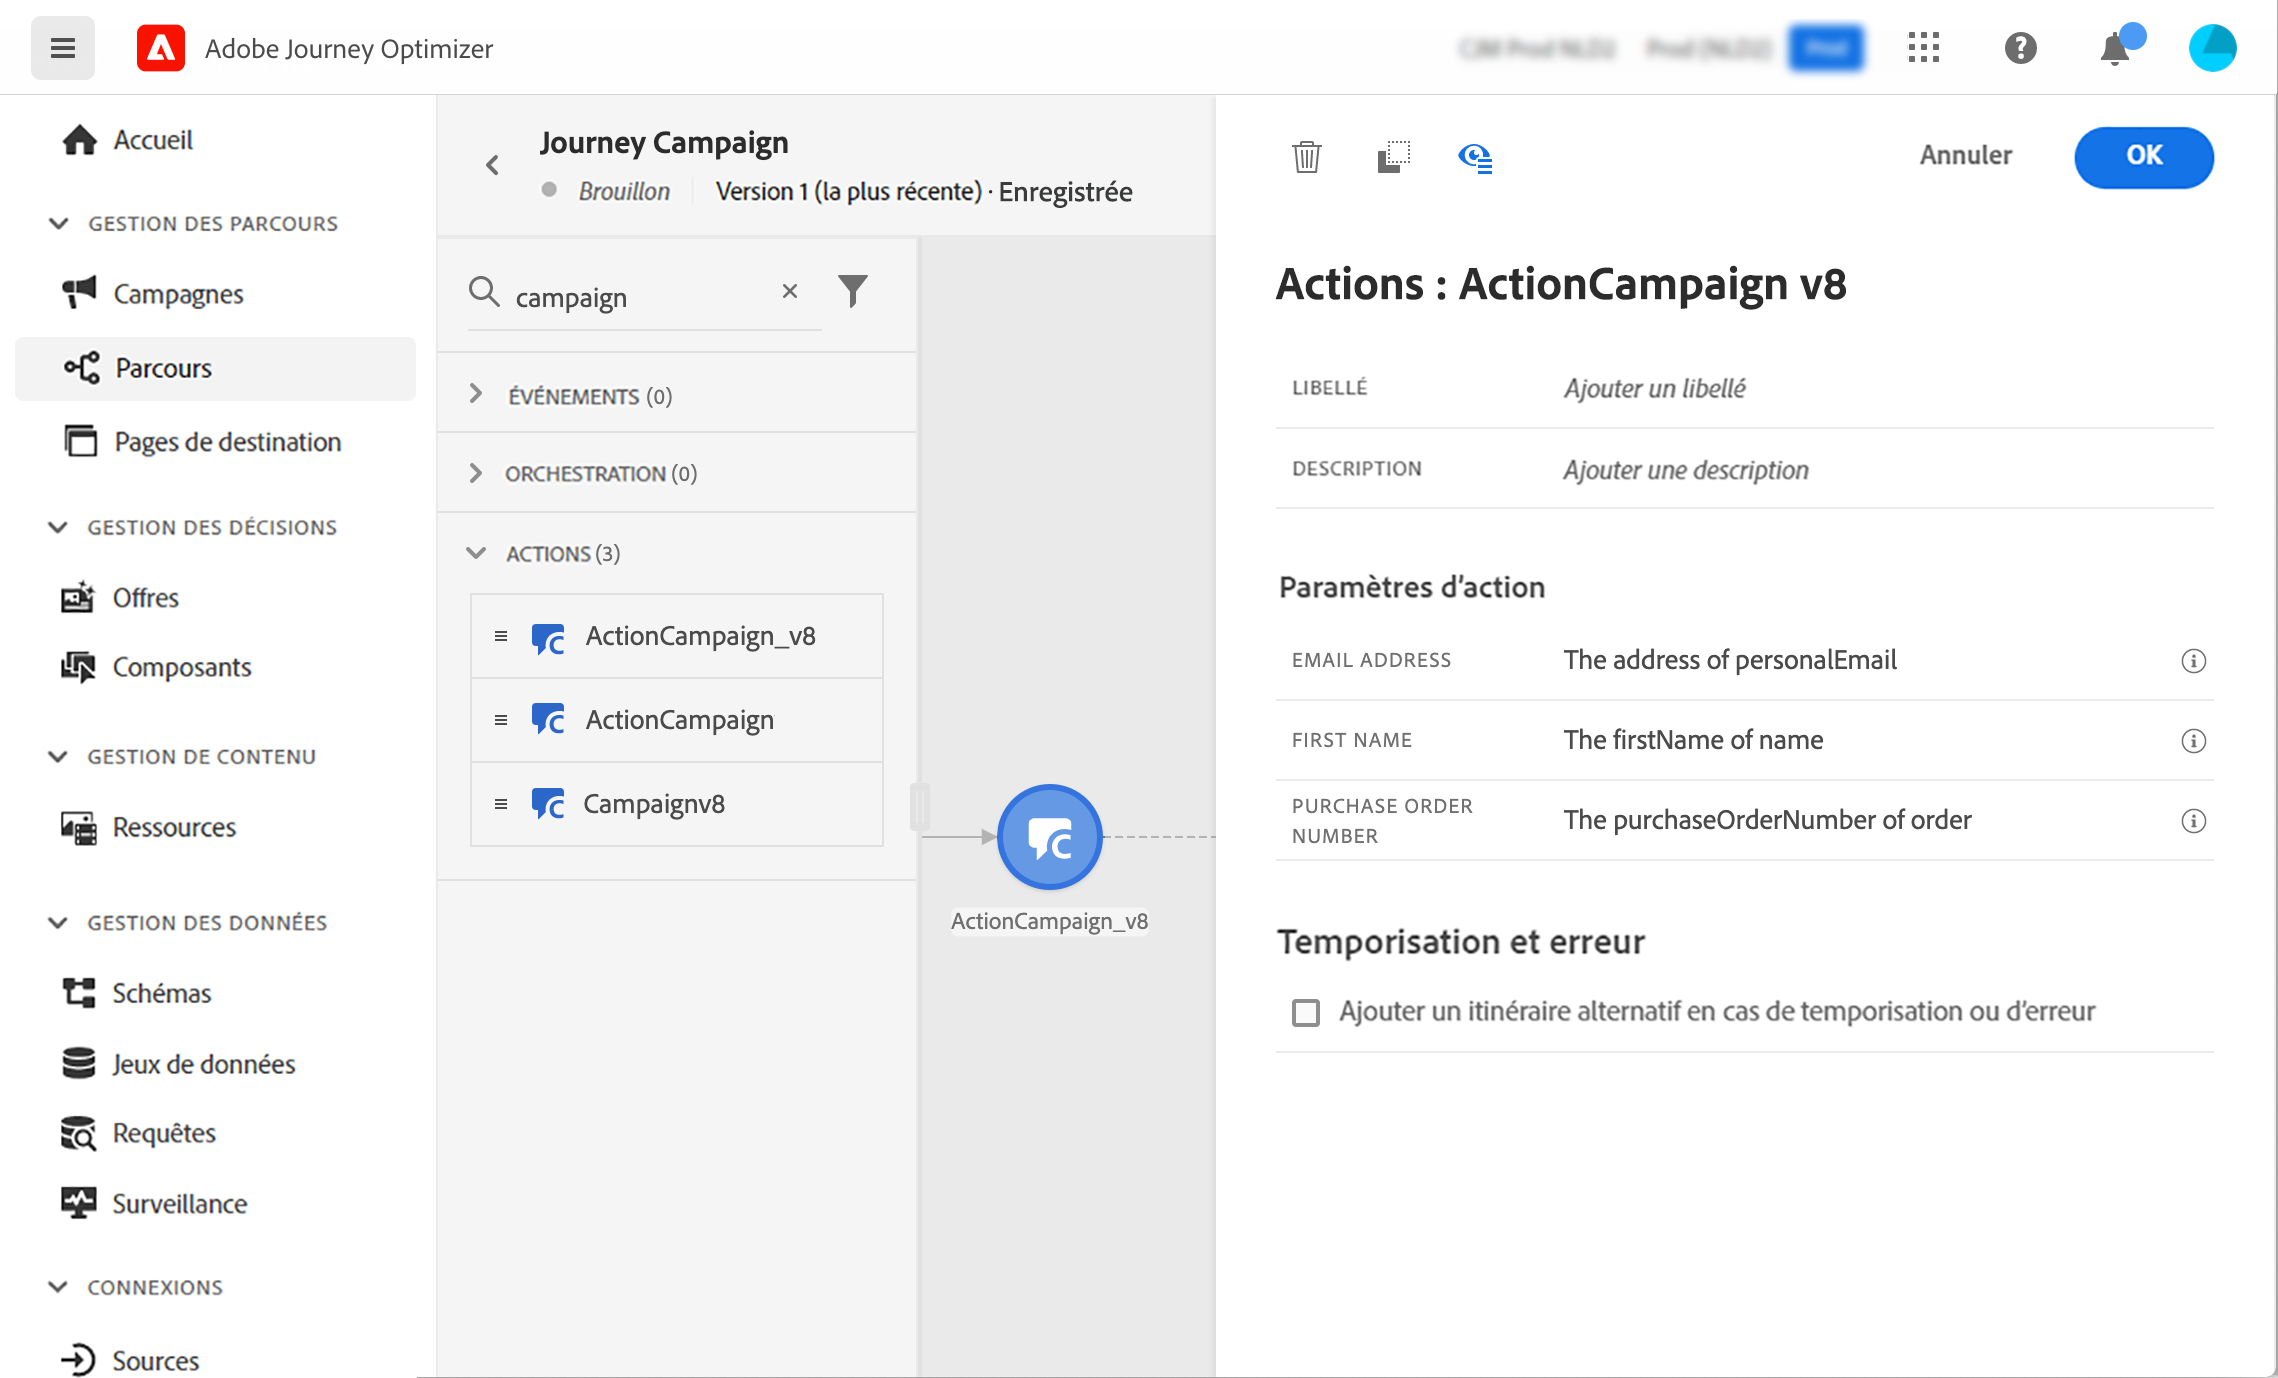 Adobe Journey Optimizer
Accueil
GESTION DES PARCOURS
Campagnes
Parcours
Pages de destination
GESTION DES DÉCISIONS
Offres
Composants
GESTION DE CONTENU
Ressources
GESTION DES DONNÉES
Schémas
Jeux de données
Requêtes
Surveillance
CONNEXIONS
Sources
Journey Campaign
Brouillon
Version 1 (la plus récente) · Enregistrée
campaign
ÉVÉNEMENTS (0)
ORCHESTRATION (0)
ACTIONS (3)
ActionCampaign_v8
ActionCampaign
Campaignv8
ActionCampaign_v8
Annuler
OK
Actions : ActionCampaign v8
LIBELLÉ Ajouter un libellé
DESCRIPTION Ajouter une description
Paramètres d'action
EMAIL ADDRESS The address of personalEmail
FIRST NAME The firstName of name
PURCHASE ORDER
NUMBER
The purchaseOrderNumber of order
Temporisation et erreur
Ajouter un itinéraire alternatif en cas de temporisation ou d'erreur